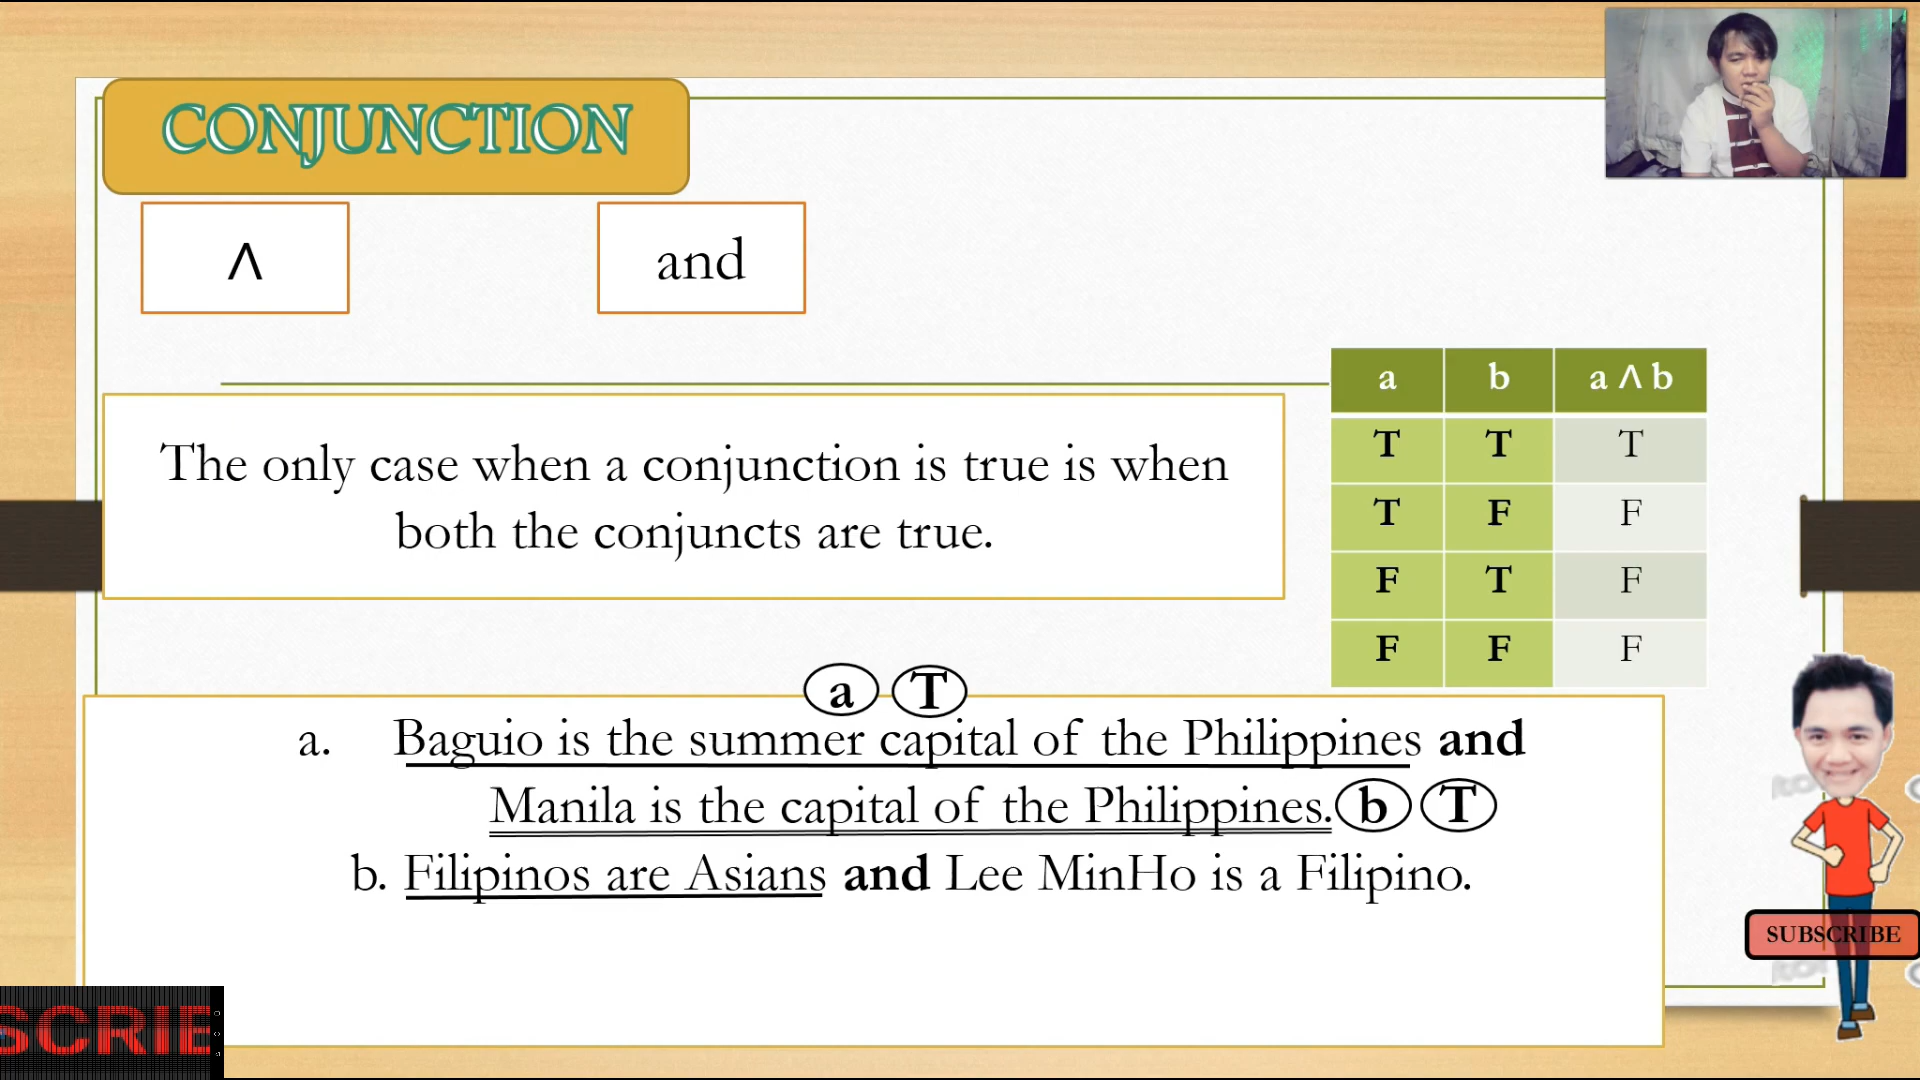 CONJUNCTION
Λ
and
The only case when a conjunction is true is when
both the conjuncts are true.
a b a Λ b
T T T
T F F
F T F
F F F
a T
a. Baguio is the summer capital of the Philippines and
Manila is the capital of the Philippines. b T
b. Filipinos are Asians and Lee MinHo is a Filipino.
SUBSCRIBE
SCRIB